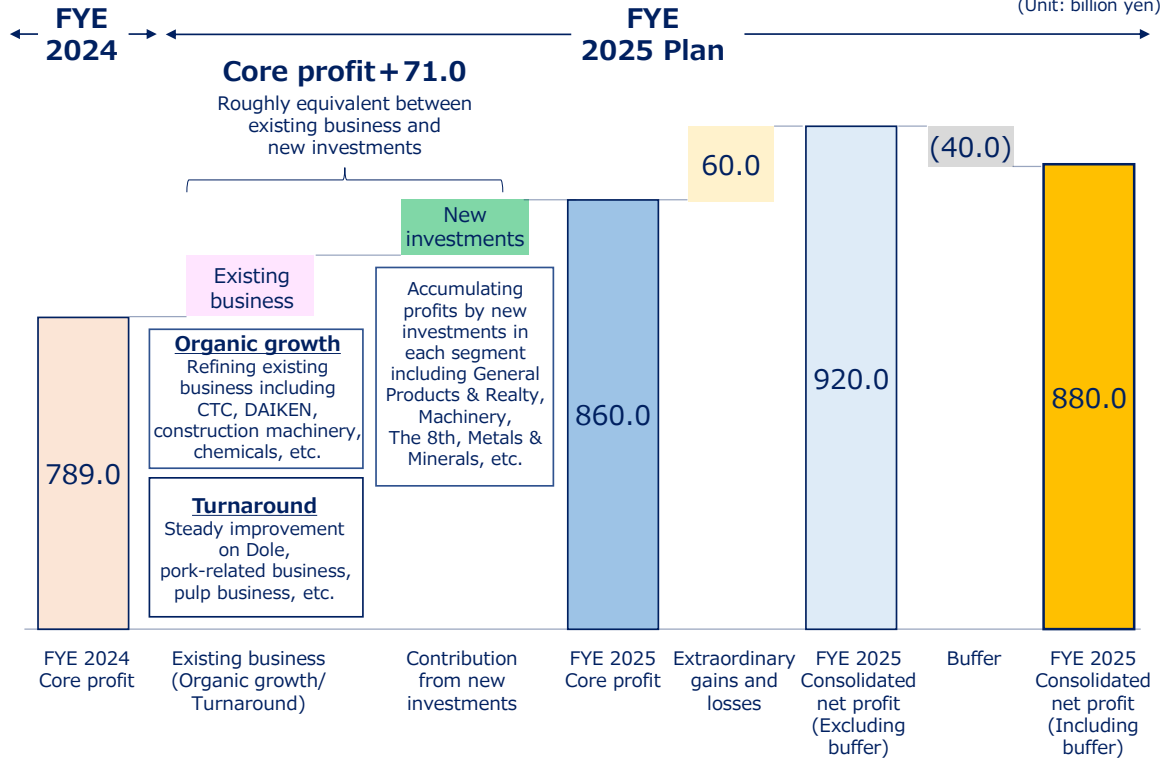 (Unit: billion yen)
FYE
2024
FYE
2025 Plan
Core profit+71.0
Roughly equivalent between
existing business and
new investments
Existing
business
New
investments
60.0
(40.0)
Organic growth
Refining existing
business including
CTC, DAIKEN,
construction machinery,
chemicals, etc.
Turnaround
Steady improvement
on Dole,
pork-related business,
pulp business, etc.
Accumulating
profits by new
investments in
each segment
including General
Products & Realty,
Machinery,
The 8th, Metals &
Minerals, etc.
789.0
860.0
920.0
880.0
FYE 2024
Core profit
Existing business
(Organic growth/
Turnaround)
Contribution
from new
investments
FYE 2025
Core profit
Extraordinary
gains and
losses
FYE 2025
Consolidated
net profit
(Excluding
buffer)
Buffer
FYE 2025
Consolidated
net profit
(Including
buffer)